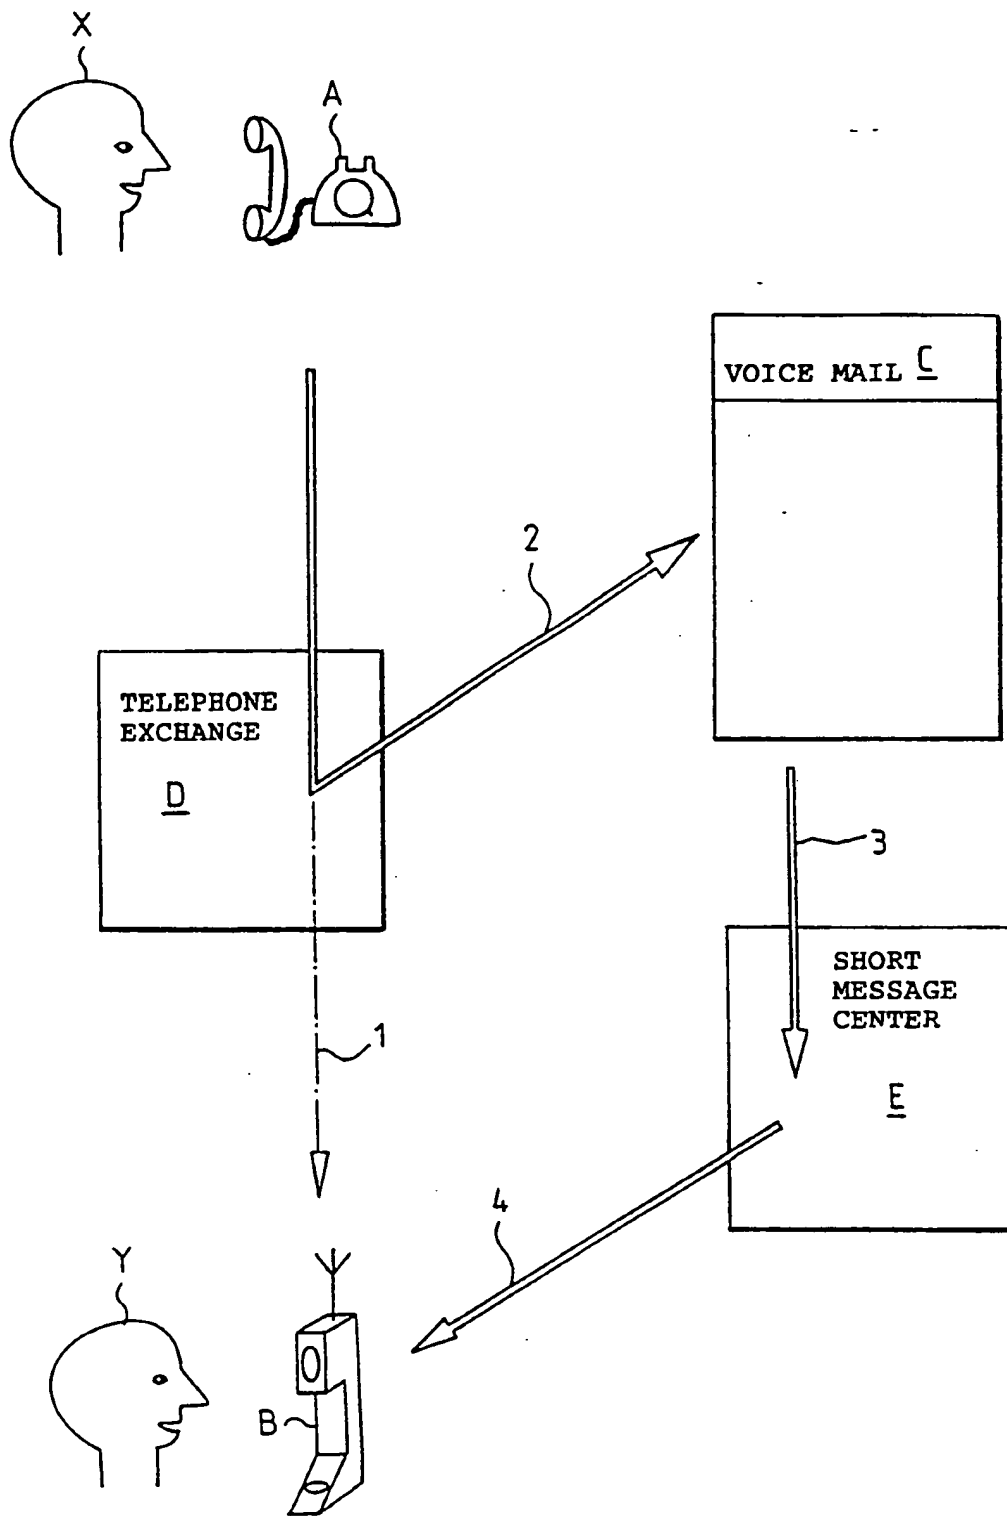 X
A
VOICE MAIL C
2
TELEPHONE
EXCHANGE
D
3
SHORT
MESSAGE
CENTER
E
1
4
Y
B